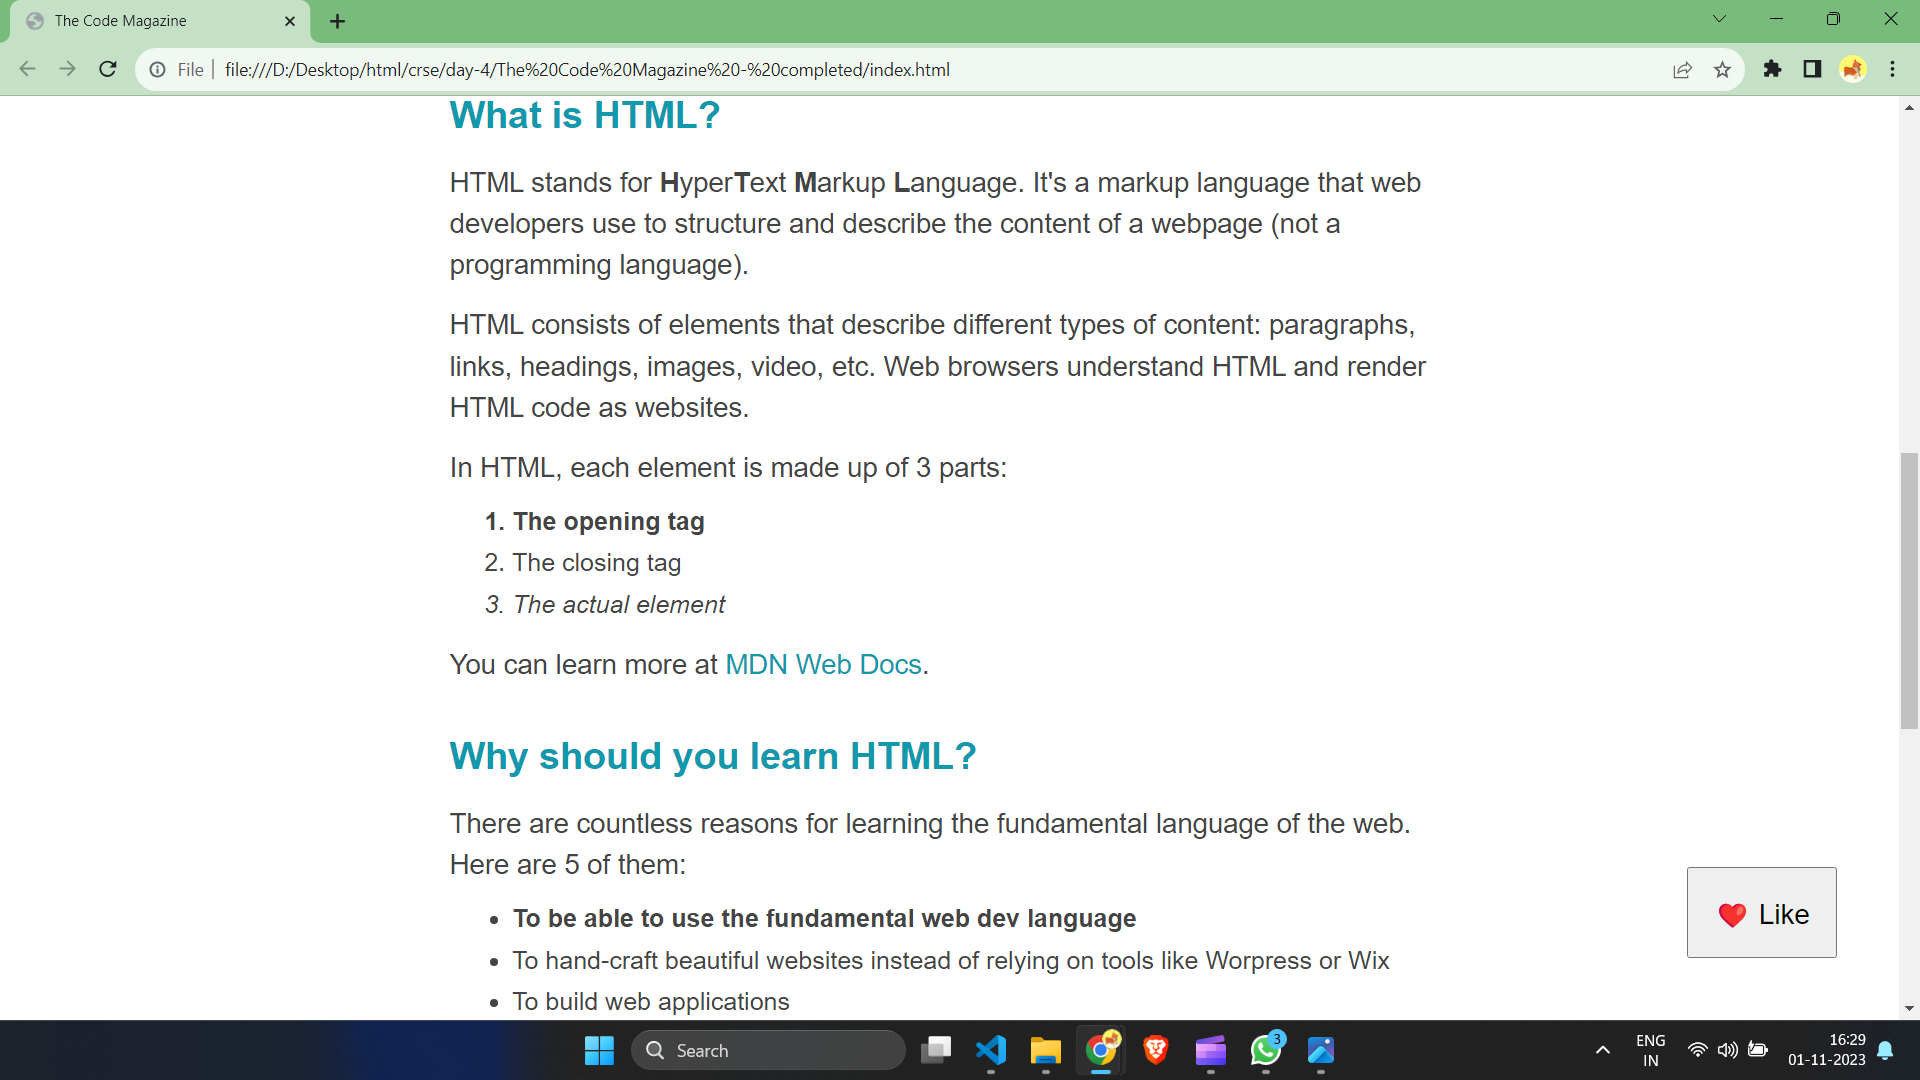 The Code Magazine
File
file:///D:/Desktop/html/crse/day-4/The%20Code%20Magazine%20-%20completed/index.html
What is HTML?
HTML stands for HyperText Markup Language. It's a markup language that web
developers use to structure and describe the content of a webpage (not a
programming language).
HTML consists of elements that describe different types of content: paragraphs,
links, headings, images, video, etc. Web browsers understand HTML and render
HTML code as websites.
In HTML, each element is made up of 3 parts:
1. The opening tag
2. The closing tag
3. The actual element
You can learn more at MDN Web Docs.
Why should you learn HTML?
There are countless reasons for learning the fundamental language of the web.
Here are 5 of them:
• To be able to use the fundamental web dev language
• To hand-craft beautiful websites instead of relying on tools like Worpress or Wix
• To build web applications
❤️ Like
Search
3
ENG
IN
16:29
01-11-2023